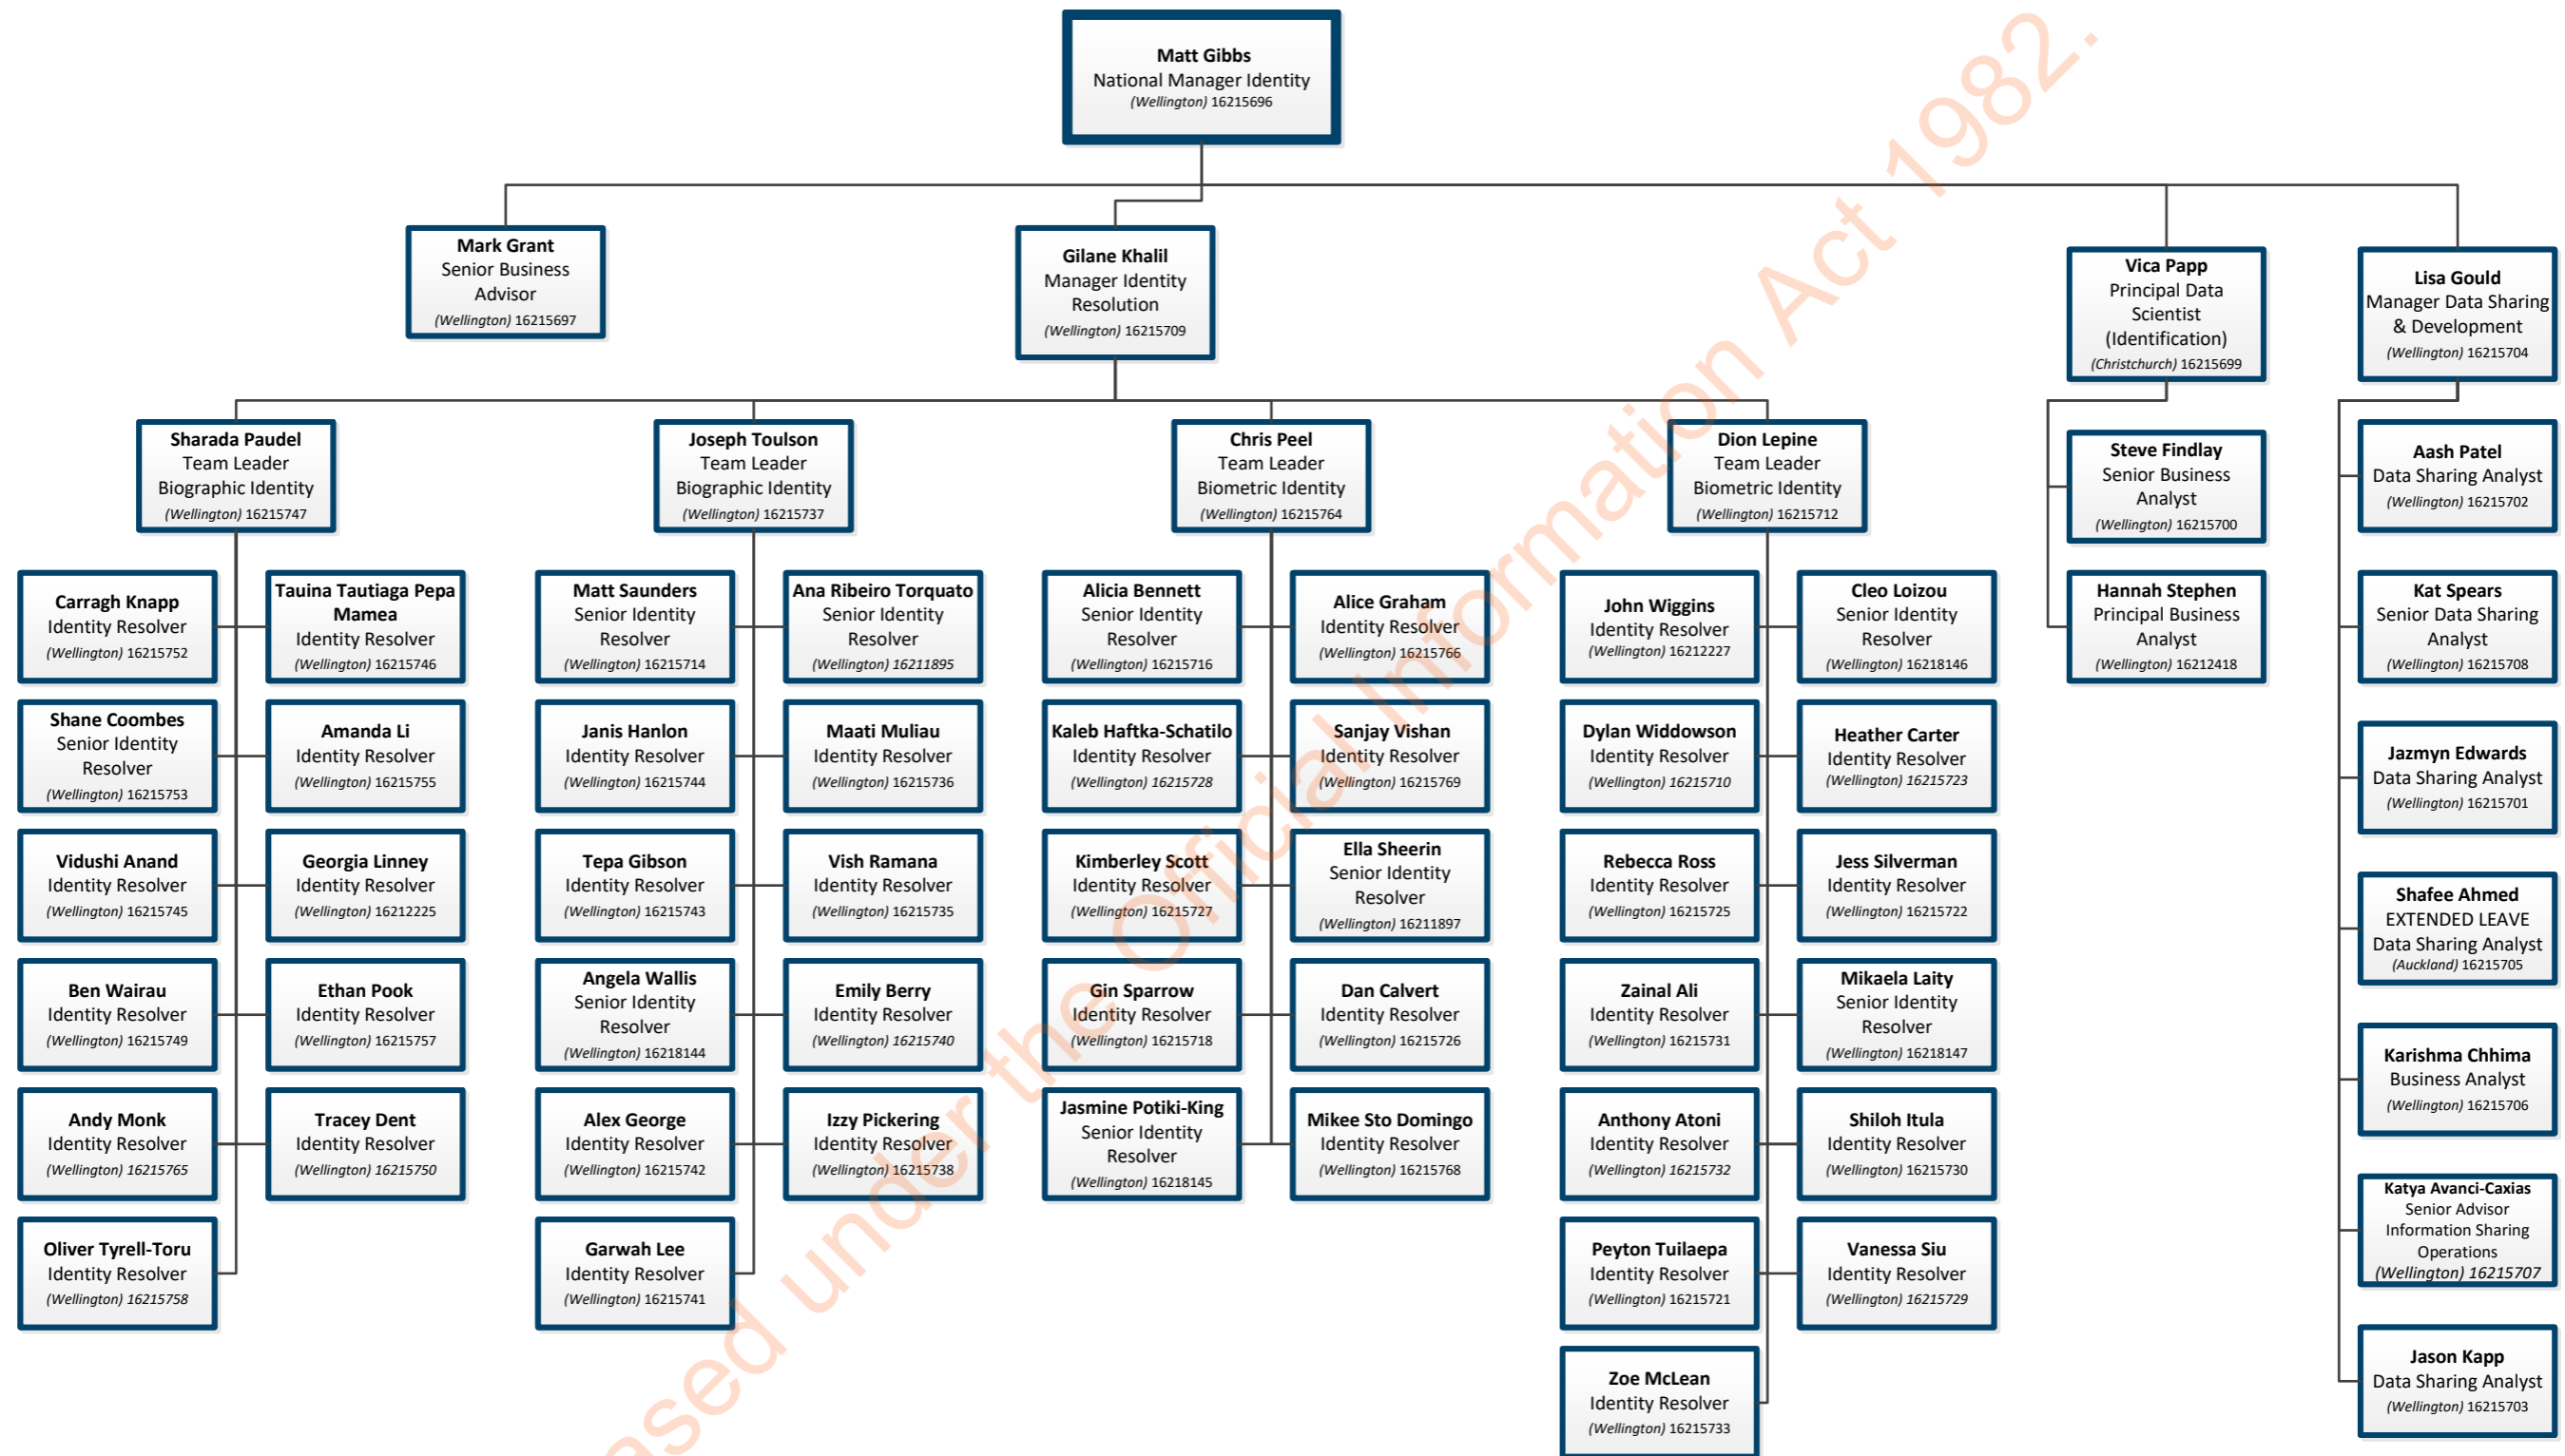 Matt Gibbs
National Manager Identity
(Wellington) 16215696
Mark Grant
Senior Business
Advisor
(Wellington) 16215697
Gilane Khalil
Manager Identity
Resolution
(Wellington) 16215709
Vica Papp
Principal Data
Scientist
(Identification)
(Christchurch) 16215699
Lisa Gould
Manager Data Sharing
& Development
(Wellington) 16215704
Sharada Paudel
Team Leader
Biographic Identity
(Wellington) 16215747
Joseph Toulson
Team Leader
Biographic Identity
(Wellington) 16215737
Chris Peel
Team Leader
Biometric Identity
(Wellington) 16215764
Dion Lepine
Team Leader
Biometric Identity
(Wellington) 16215712
Carragh Knapp
Identity Resolver
(Wellington) 16215752
Tauina Tautiaga Pepa
Mamea
Identity Resolver
(Wellington) 16215746
Shane Coombes
Senior Identity
Resolver
(Wellington) 16215753
Amanda Li
Identity Resolver
(Wellington) 16215755
Vidushi Anand
Identity Resolver
(Wellington) 16215745
Georgia Linney
Identity Resolver
(Wellington) 16212225
Ben Wairau
Identity Resolver
(Wellington) 16215749
Ethan Pook
Identity Resolver
(Wellington) 16215757
Andy Monk
Identity Resolver
(Wellington) 16215765
Tracey Dent
Identity Resolver
(Wellington) 16215750
Oliver Tyrell-Toru
Identity Resolver
(Wellington) 16215758
Matt Saunders
Senior Identity
Resolver
(Wellington) 16215714
Ana Ribeiro Torquato
Senior Identity
Resolver
(Wellington) 16211895
Janis Hanlon
Identity Resolver
(Wellington) 16215744
Maati Muliau
Identity Resolver
(Wellington) 16215736
Tepa Gibson
Identity Resolver
(Wellington) 16215743
Vish Ramana
Identity Resolver
(Wellington) 16215735
Angela Wallis
Senior Identity
Resolver
(Wellington) 16218144
Emily Berry
Identity Resolver
(Wellington) 16215740
Alex George
Identity Resolver
(Wellington) 16215742
Izzy Pickering
Identity Resolver
(Wellington) 16215738
Garwah Lee
Identity Resolver
(Wellington) 16215741
Alicia Bennett
Senior Identity
Resolver
(Wellington) 16215716
Alice Graham
Identity Resolver
(Wellington) 16215766
Kaleb Haftka-Schatilo
Identity Resolver
(Wellington) 16215728
Sanjay Vishan
Identity Resolver
(Wellington) 16215769
Kimberley Scott
Identity Resolver
(Wellington) 16215727
Ella Sheerin
Senior Identity
Resolver
(Wellington) 16211897
Gin Sparrow
Identity Resolver
(Wellington) 16215718
Dan Calvert
Identity Resolver
(Wellington) 16215726
Jasmine Potiki-King
Senior Identity
Resolver
(Wellington) 16218145
Mikee Sto Domingo
Identity Resolver
(Wellington) 16215768
John Wiggins
Identity Resolver
(Wellington) 16212227
Cleo Loizou
Senior Identity
Resolver
(Wellington) 16218146
Dylan Widdowson
Identity Resolver
(Wellington) 16215710
Heather Carter
Identity Resolver
(Wellington) 16215723
Rebecca Ross
Identity Resolver
(Wellington) 16215725
Jess Silverman
Identity Resolver
(Wellington) 16215722
Zainal Ali
Identity Resolver
(Wellington) 16215731
Mikaela Laity
Senior Identity
Resolver
(Wellington) 16218147
Anthony Atoni
Identity Resolver
(Wellington) 16215732
Shiloh Itula
Identity Resolver
(Wellington) 16215730
Peyton Tuilaepa
Identity Resolver
(Wellington) 16215721
Vanessa Siu
Identity Resolver
(Wellington) 16215729
Zoe McLean
Identity Resolver
(Wellington) 16215733
Steve Findlay
Senior Business
Analyst
(Wellington) 16215700
Hannah Stephen
Principal Business
Analyst
(Wellington) 16212418
Aash Patel
Data Sharing Analyst
(Wellington) 16215702
Kat Spears
Senior Data Sharing
Analyst
(Wellington) 16215708
Jazmyn Edwards
Data Sharing Analyst
(Wellington) 16215701
Shafee Ahmed
EXTENDED LEAVE
Data Sharing Analyst
(Auckland) 16215705
Karishma Chhima
Business Analyst
(Wellington) 16215706
Katya Avanci-Caxias
Senior Advisor
Information Sharing
Operations
(Wellington) 16215707
Jason Kapp
Data Sharing Analyst
(Wellington) 16215703
ased under the Official Information Act 1982.